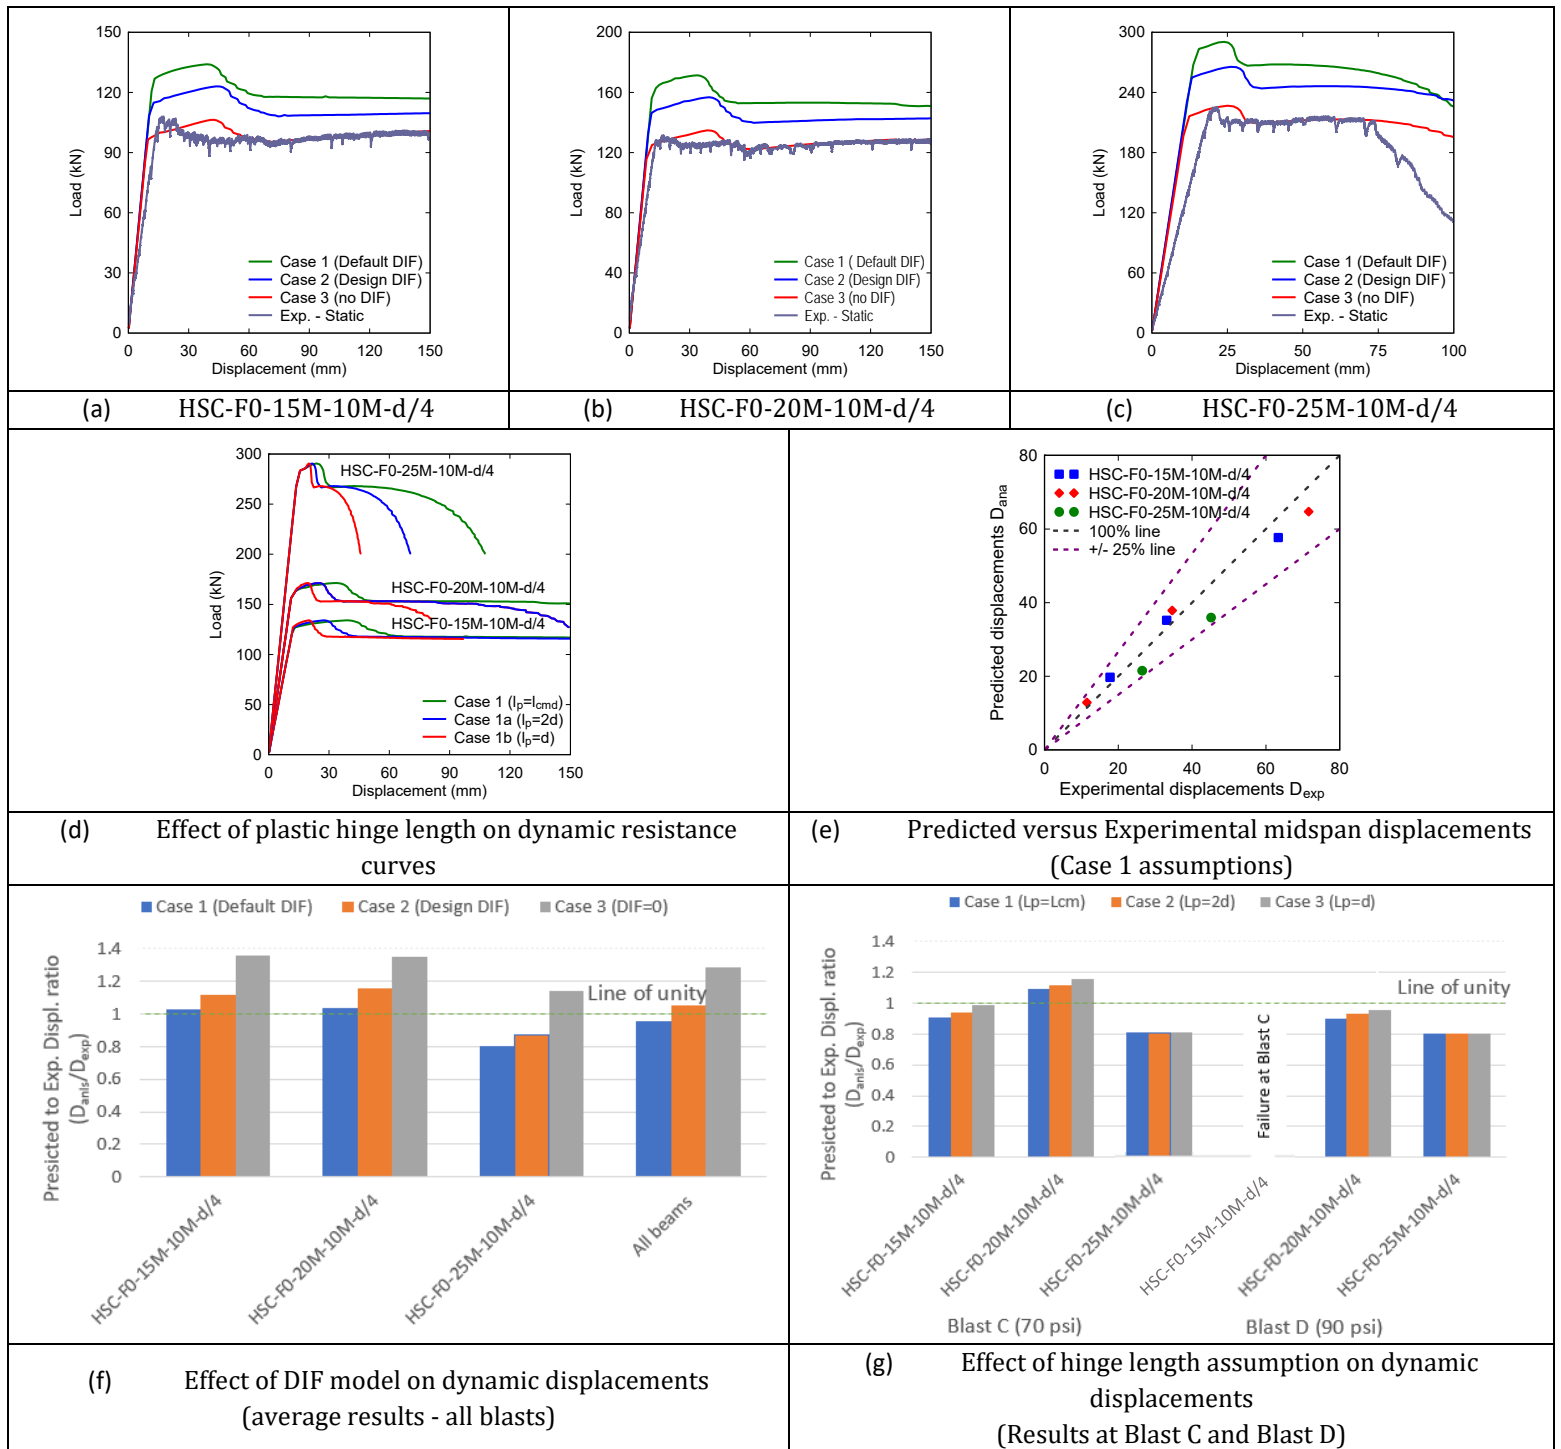 150
120
90
60
30
0
Load (kN)
Case 1 (Default DIF)
Case 2 (Design DIF)
Case 3 (no DIF)
Exp. - Static
0 30 60 90 120 150
Displacement (mm)
200
160
120
80
40
0
Load (kN)
Case 1 ( Default DIF)
Case 2 (Design DIF)
Case 3 (no DIF)
Exp. - Static
0 30 60 90 120 150
Displacement (mm)
300
240
180
120
60
0
Load (kN)
Case 1 (Default DIF)
Case 2 (Design DIF)
Case 3 (no DIF)
Exp. - Static
0 25 50 75 100
Displacement (mm)
(a) HSC-F0-15M-10M-d/4
(b) HSC-F0-20M-10M-d/4
(c) HSC-F0-25M-10M-d/4
300
250
200
150
100
50
0
Load (kN)
HSC-F0-25M-10M-d/4
HSC-F0-20M-10M-d/4
HSC-F0-15M-10M-d/4
Case 1 (lp=lcmd)
Case 1a (lp=2d)
Case 1b (lp=d)
0 30 60 90 120 150
Displacement (mm)
80
60
40
20
0
Predicted displacements Dana
HSC-F0-15M-10M-d/4
HSC-F0-20M-10M-d/4
HSC-F0-25M-10M-d/4
100% line
+/- 25% line
0 20 40 60 80
Experimental displacements Dexp
(d) Effect of plastic hinge length on dynamic resistance
curves
(e) Predicted versus Experimental midspan displacements
(Case 1 assumptions)
Case 1 (Default DIF) Case 2 (Design DIF) Case 3 (DIF=0)
1.4
1.2
1
0.8
0.6
0.4
0.2
0
Presicted to Exp. Displ. ratio
(Danls/Dexp)
Line of unity
HSC-F0-15M-10M-d/4
HSC-F0-20M-10M-d/4
HSC-F0-25M-10M-d/4
All beams
Case 1 (Lp=Lcm) Case 2 (Lp=2d) Case 3 (Lp=d)
1.4
1.2
1
0.8
0.6
0.4
0.2
0
Presicted to Exp. Displ. ratio
(Danls/Dexp)
Line of unity
Failure at Blast C
HSC-F0-15M-10M-d/4
HSC-F0-20M-10M-d/4
HSC-F0-25M-10M-d/4
HSC-F0-15M-10M-d/4
HSC-F0-20M-10M-d/4
HSC-F0-25M-10M-d/4
Blast C (70 psi) Blast D (90 psi)
(f) Effect of DIF model on dynamic displacements
(average results - all blasts)
(g) Effect of hinge length assumption on dynamic
displacements
(Results at Blast C and Blast D)